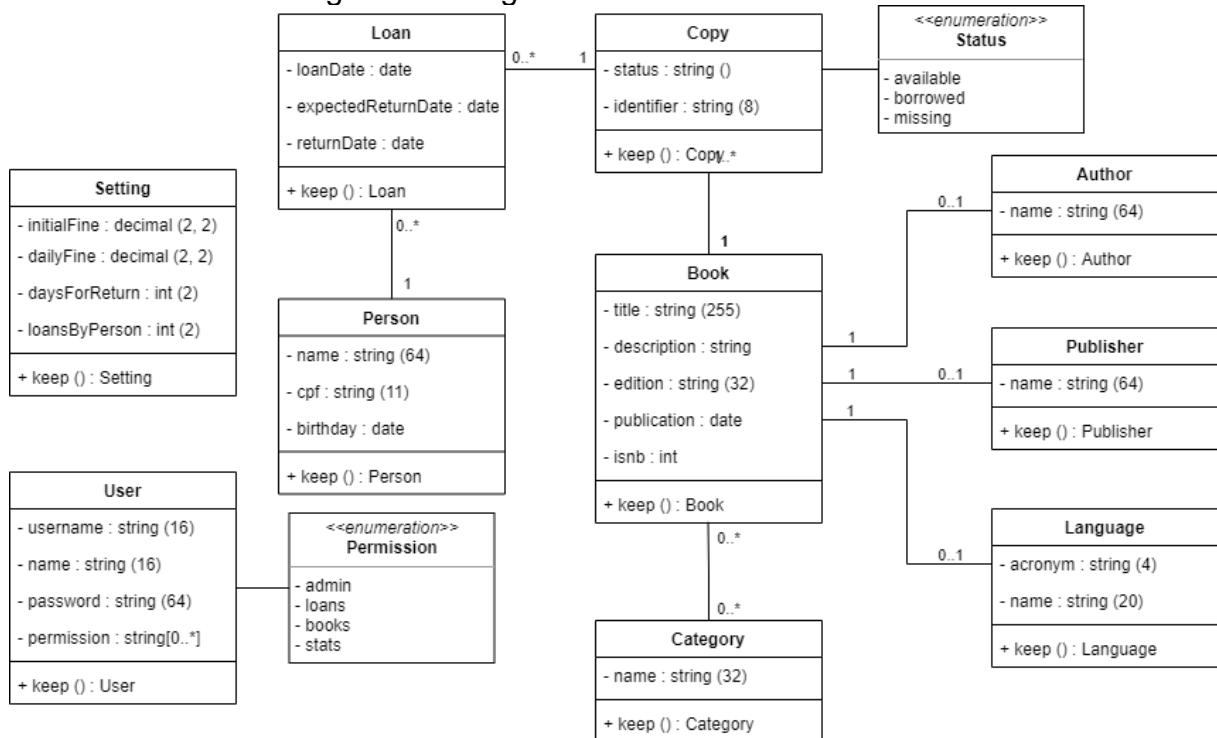 Loan
- loanDate : date
- expectedReturnDate : date
- returnDate : date
+ keep () : Loan
0..*
1
Copy
- status : string ()
- identifier : string (8)
+ keep () : Copy
..*
<<enumeration>>
Status
- available
- borrowed
- missing
Setting
- initialFine : decimal (2, 2)
- dailyFine : decimal (2, 2)
- daysForReturn : int (2)
- loansByPerson : int (2)
+ keep () : Setting
0..*
1
Person
- name : string (64)
- cpf : string (11)
- birthday : date
+ keep () : Person
1
Book
- title : string (255)
- description : string
- edition : string (32)
- publication : date
- isnb : int
+ keep () : Book
1
0..1
Author
- name : string (64)
+ keep () : Author
1
0..1
Publisher
- name : string (64)
+ keep () : Publisher
1
0..1
Language
- acronym : string (4)
- name : string (20)
+ keep () : Language
User
- username : string (16)
- name : string (16)
- password : string (64)
- permission : string[0..*]
+ keep () : User
<<enumeration>>
Permission
- admin
- loans
- books
- stats
0..*
0..*
Category
- name : string (32)
+ keep () : Category